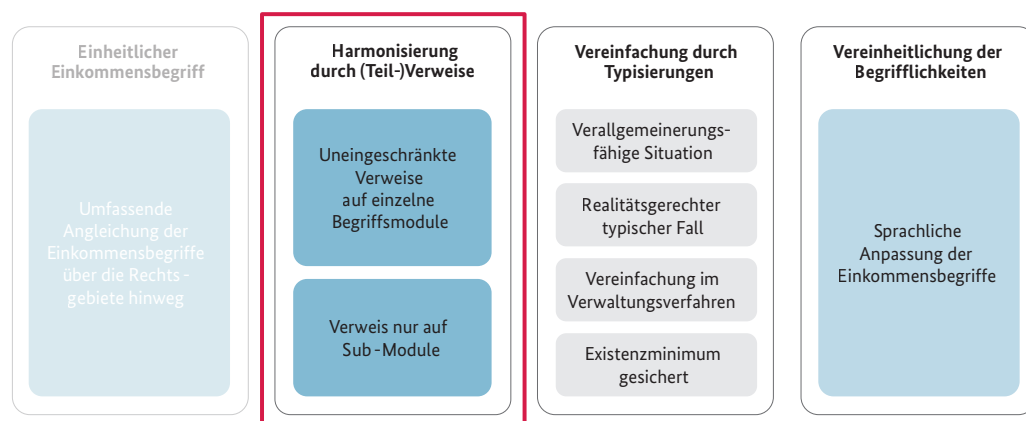 Einheitlicher
Einkommensbegriff
Umfassende
Angleichung der
Einkommensbegriffe
über die Rechts-
gebiete hinweg
Harmonisierung
durch (Teil-)Verweise
Uneingeschränkte
Verweise
auf einzelne
Begriffsmodule
Verweis nur auf
Sub-Module
Vereinfachung durch
Typisierungen
Verallgemeinerungs-
fähige Situation
Realitätsgerechter
typischer Fall
Vereinfachung im
Verwaltungsverfahren
Existenzminimum
gesichert
Vereinheitlichung der
Begrifflichkeiten
Sprachliche
Anpassung der
Einkommensbegriffe